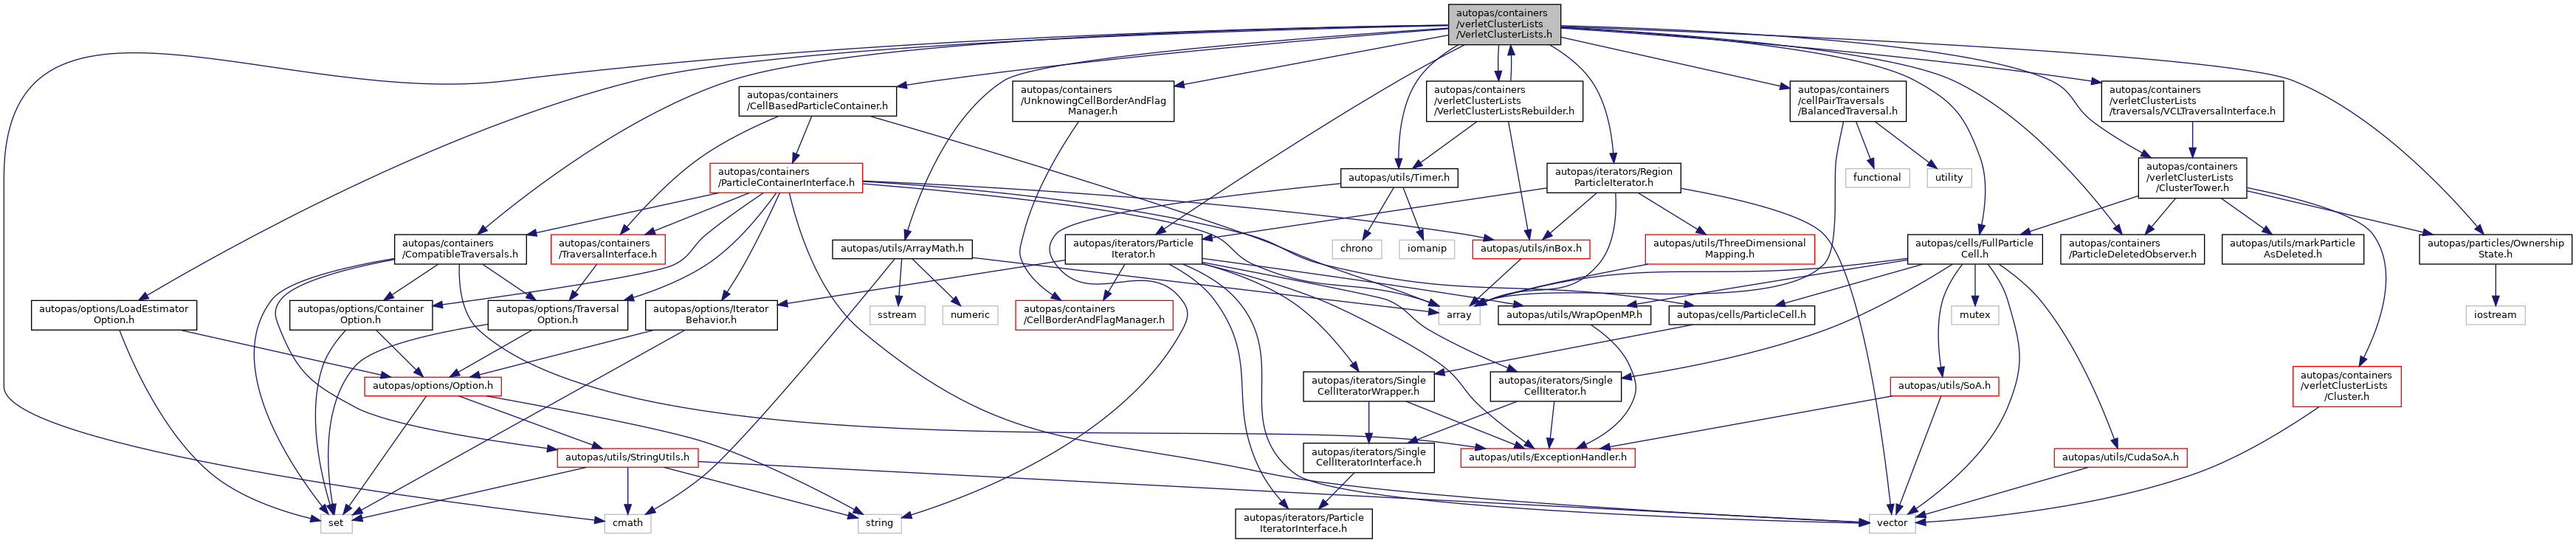 autopas/containers
/verletClusterLists
/VerletClusterLists.h
autopas/containers
/CellBasedParticleContainer.h
autopas/containers
/UnknowingCellBorderAndFlag
Manager.h
autopas/containers
/verletClusterLists
/VerletClusterListsRebuilder.h
autopas/containers
/cellPairTraversals
/BalancedTraversal.h
autopas/containers
/verletClusterLists
/traversals/VCLTraversalInterface.h
autopas/containers
/ParticleContainerInterface.h
autopas/utils/Timer.h
autopas/iterators/Region
ParticleIterator.h
functional
utility
autopas/containers
/verletClusterLists
/ClusterTower.h
autopas/containers
/CompatibleTraversals.h
autopas/containers
/TraversalInterface.h
autopas/utils/ArrayMath.h
autopas/iterators/Particle
Iterator.h
chrono
iomanip
autopas/utils/inBox.h
autopas/utils/ThreeDimensional
Mapping.h
autopas/cells/FullParticle
Cell.h
autopas/containers
/ParticleDeletedObserver.h
autopas/utils/markParticle
AsDeleted.h
autopas/particles/Ownership
State.h
autopas/options/LoadEstimator
Option.h
autopas/options/Container
Option.h
autopas/options/Traversal
Option.h
autopas/options/Iterator
Behavior.h
sstream
numeric
autopas/containers
/CellBorderAndFlagManager.h
array
autopas/utils/WrapOpenMP.h
autopas/cells/ParticleCell.h
mutex
iostream
autopas/options/Option.h
autopas/iterators/Single
CellIteratorWrapper.h
autopas/iterators/Single
CellIterator.h
autopas/utils/SoA.h
autopas/containers
/verletClusterLists
/Cluster.h
autopas/utils/StringUtils.h
autopas/iterators/Single
CellIteratorInterface.h
autopas/utils/ExceptionHandler.h
autopas/utils/CudaSoA.h
set
cmath
string
autopas/iterators/Particle
IteratorInterface.h
vector